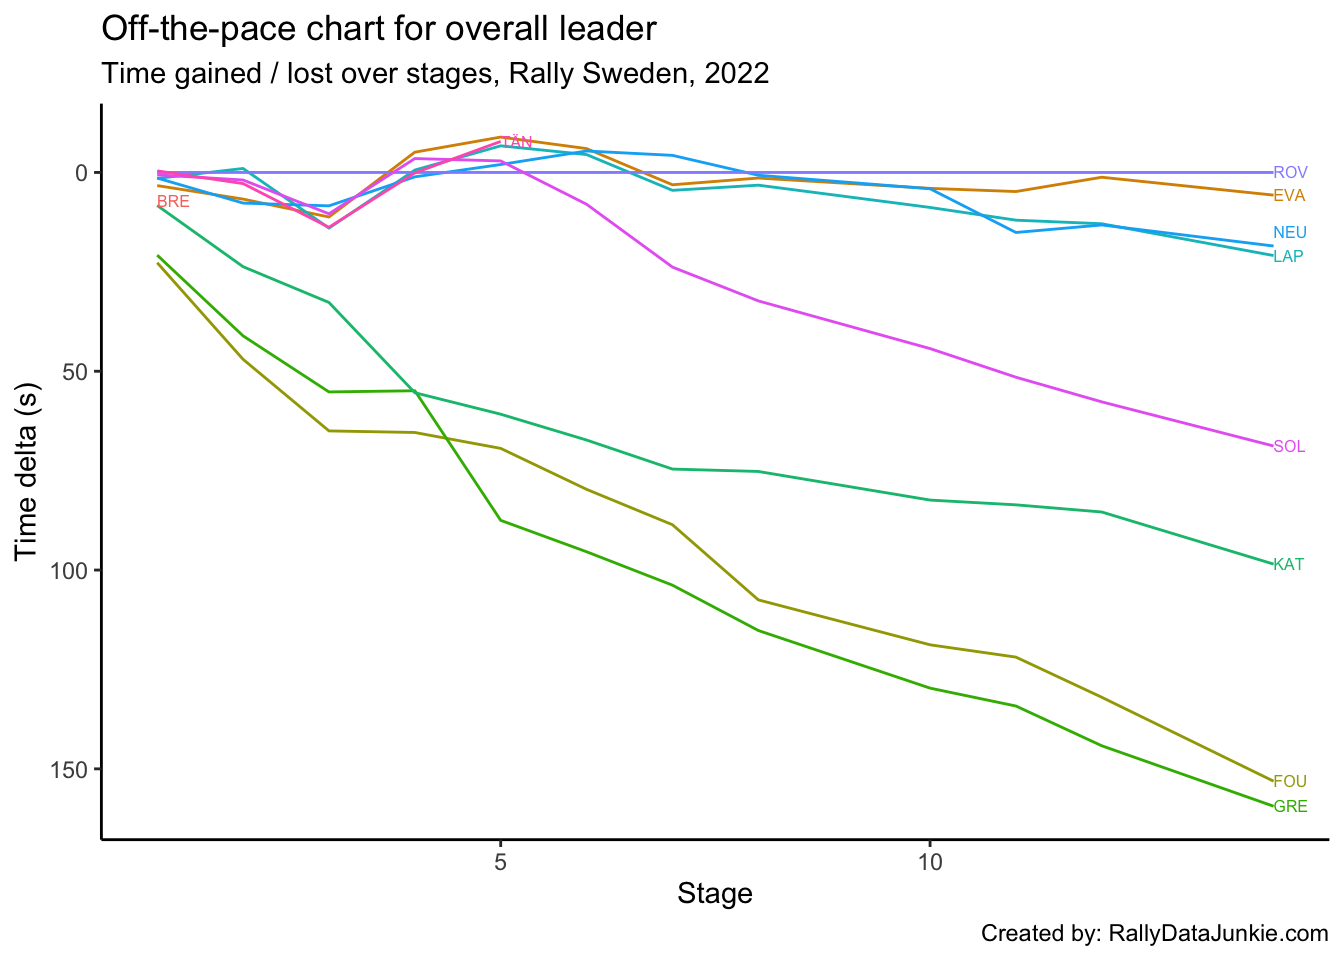 Off-the-pace chart for overall leader
Time gained / lost over stages, Rally Sweden, 2022
TÄN
0
ROV
EVA
BRE
NEU
LAP
50
SOL
Time delta (s)
100
KAT
150
FOU
GRE
5
10
Stage
Created by: RallyDataJunkie.com